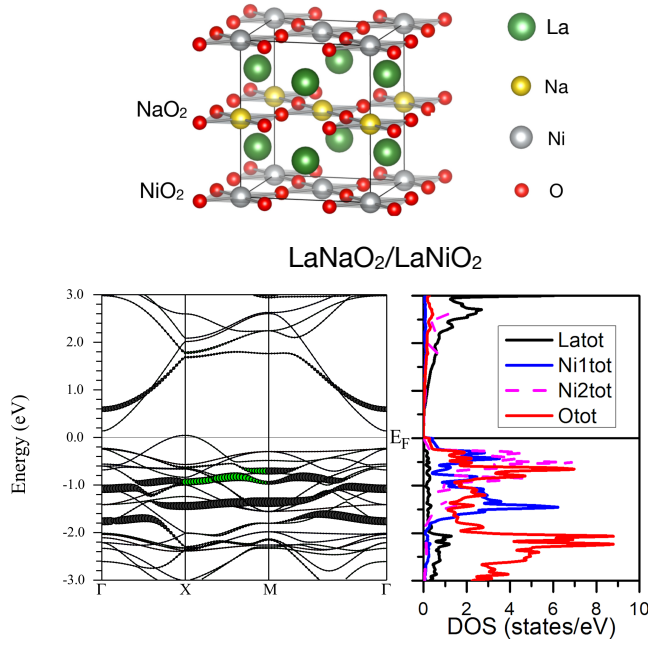 La
Na
NaO₂
Ni
NiO₂
O
LaNaO₂/LaNiO₂
3.0
2.0
1.0
0.0
-1.0
-2.0
-3.0
Energy (eV)
Γ X M Γ
E_F
Latot
Ni1tot
Ni2tot
Otot
0 2 4 6 8 10
DOS (states/eV)